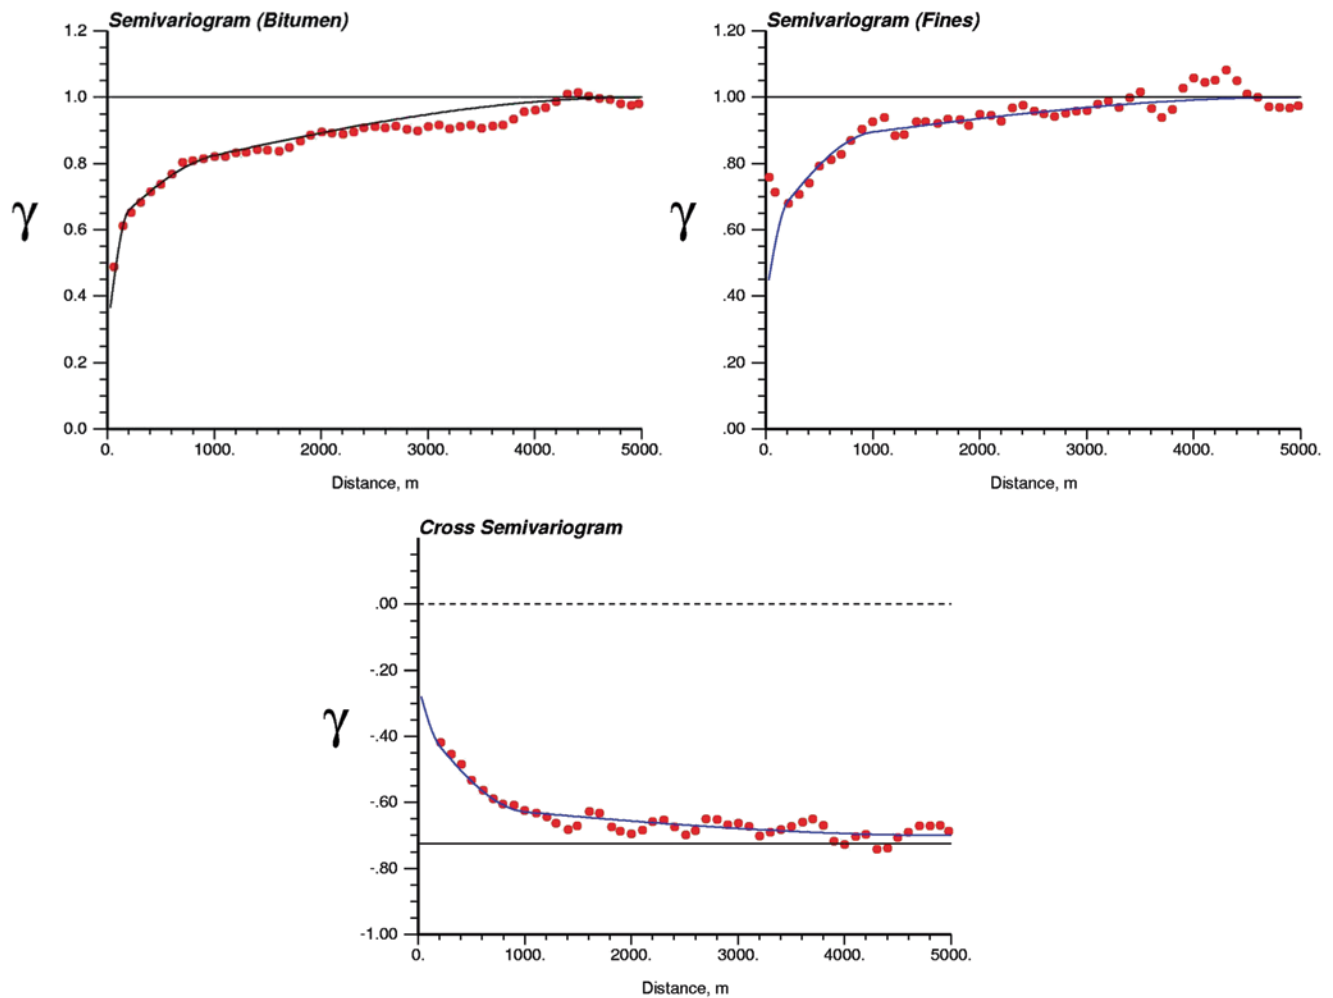 Semivariogram (Bitumen)
1.2
1.0
0.8
0.6
0.4
0.2
0.0
γ
0. 1000. 2000. 3000. 4000. 5000.
Distance, m
Semivariogram (Fines)
1.20
1.00
.80
.60
.40
.20
.00
γ
0. 1000. 2000. 3000. 4000. 5000.
Distance, m
Cross Semivariogram
.00
-.20
-.40
-.60
-.80
-1.00
γ
0. 1000. 2000. 3000. 4000. 5000.
Distance, m